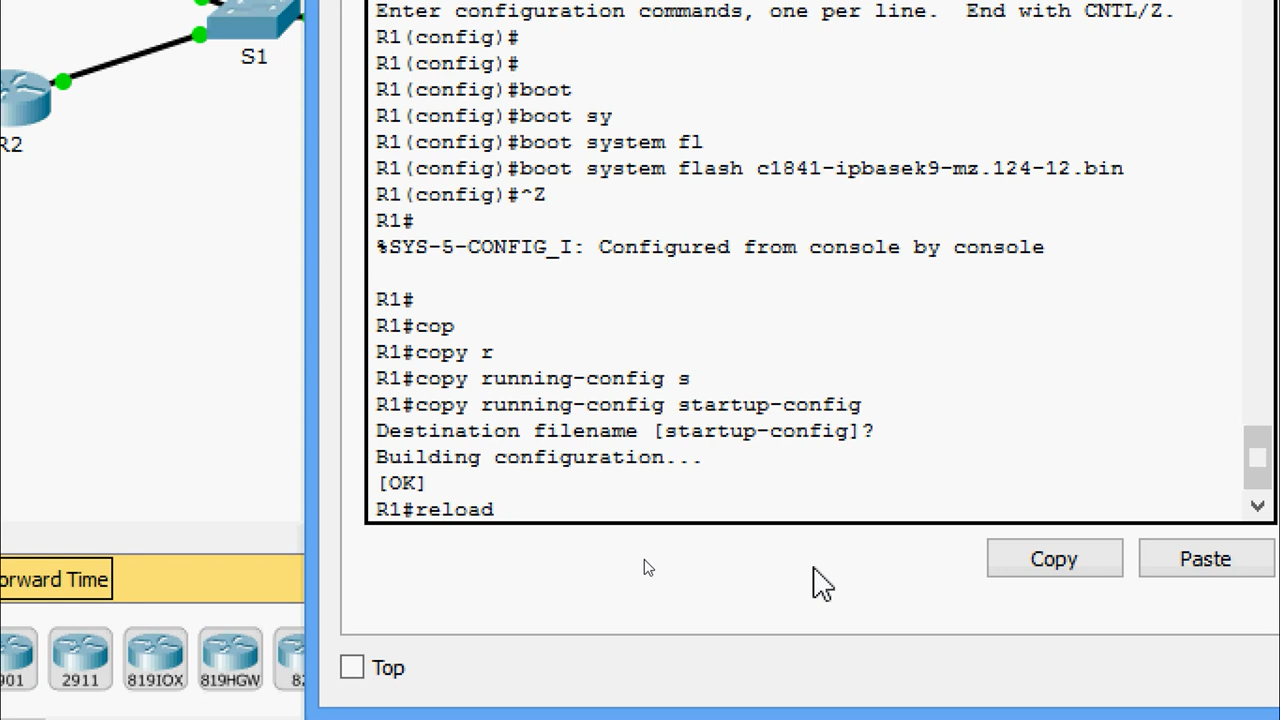 Enter configuration commands, one per line.  End with CNTL/Z.
R1(config)#
R1(config)#
R1(config)#boot
R1(config)#boot sy
R1(config)#boot system fl
R1(config)#boot system flash c1841-ipbasek9-mz.124-12.bin
R1(config)#^Z
R1#
%SYS-5-CONFIG_I: Configured from console by console
R1#
R1#cop
R1#copy r
R1#copy running-config s
R1#copy running-config startup-config
Destination filename [startup-config]?
Building configuration...
[OK]
R1#reload
Copy
Paste
Top
S1
R2
orward Time
901
2911
819IOX
819HGW
82